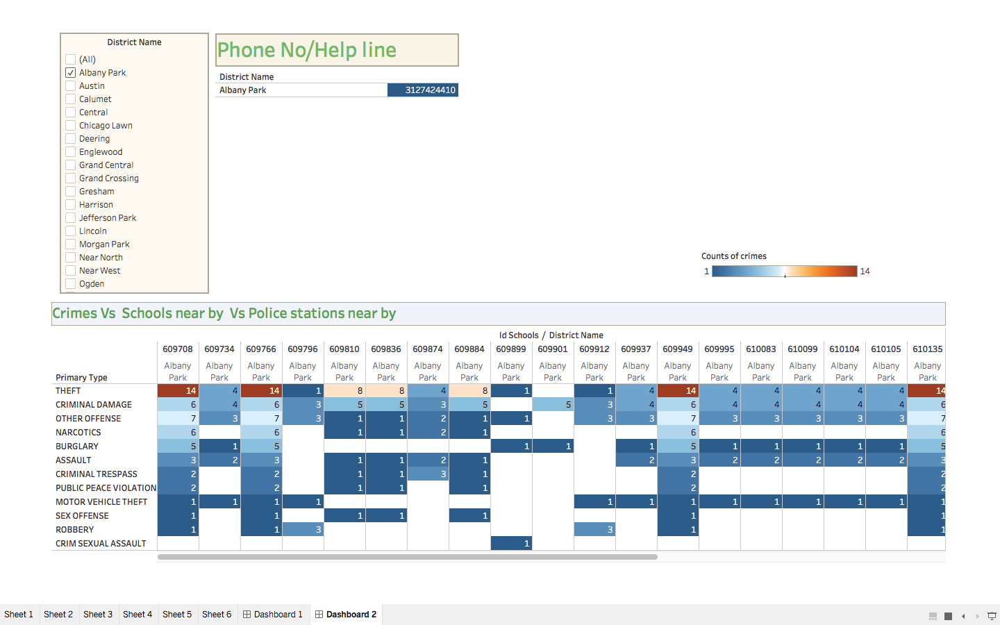 District Name
(All)
Albany Park
Austin
Calumet
Central
Chicago Lawn
Deering
Englewood
Grand Central
Grand Crossing
Gresham
Harrison
Jefferson Park
Lincoln
Morgan Park
Near North
Near West
Ogden
Phone No/Help line
District Name
Albany Park 3127424410
Counts of crimes
1 14
Crimes Vs Schools near by Vs Police stations near by
Id Schools / District Name
609708 609734 609766 609796 609810 609836 609874 609884 609899 609901 609912 609937 609949 609995 610083 610099 610104 610105 610135
Albany Albany Albany Albany Albany Albany Albany Albany Albany Albany Albany Albany Albany Albany Albany Albany Albany Albany Albany
Primary Type Park Park Park Park Park Park Park Park Park Park Park Park Park Park Park Park Park Park Park
THEFT 14 4 14 1 8 8 4 8 1 1 4 14 4 4 4 4 4 14
CRIMINAL DAMAGE 6 4 6 3 5 5 3 5 5 3 4 6 4 4 4 4 4 6
OTHER OFFENSE 7 3 7 3 1 1 2 1 1 3 3 7 3 3 3 3 3 7
NARCOTICS 6 6 1 1 2 1 6 6
BURGLARY 5 1 5 1 1 1 5 1 1 1 1 1 5
ASSAULT 3 2 3 1 1 2 1 2 3 2 2 2 2 2 3
CRIMINAL TRESPASS 2 2 1 1 3 1 2 2
PUBLIC PEACE VIOLATION 2 2 1 1 1 2 2
MOTOR VEHICLE THEFT 1 1 1 1 1 1 1 1 1 1 1 1 1
SEX OFFENSE 1 1 1 1 1 1 1
ROBBERY 1 1 3 3 1 1
CRIM SEXUAL ASSAULT 1
Sheet 1 Sheet 2 Sheet 3 Sheet 4 Sheet 5 Sheet 6 Dashboard 1 Dashboard 2